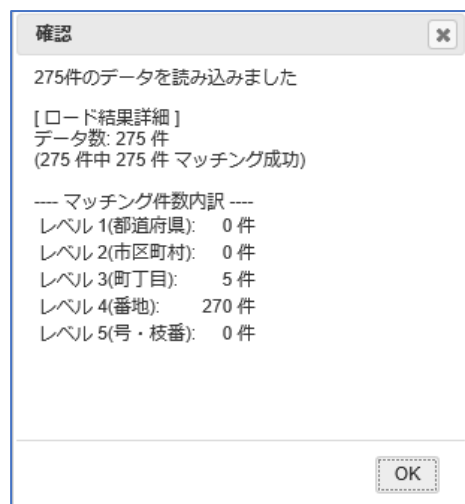 確認
275件のデータを読み込みました
[ロード結果詳細]
データ数: 275 件
(275 件中 275 件 マッチング成功)
---- マッチング件数内訳 ----
レベル 1(都道府県): 0 件
レベル 2(市区町村): 0 件
レベル 3(町丁目): 5 件
レベル 4(番地): 270 件
レベル 5(号・枝番): 0 件
OK